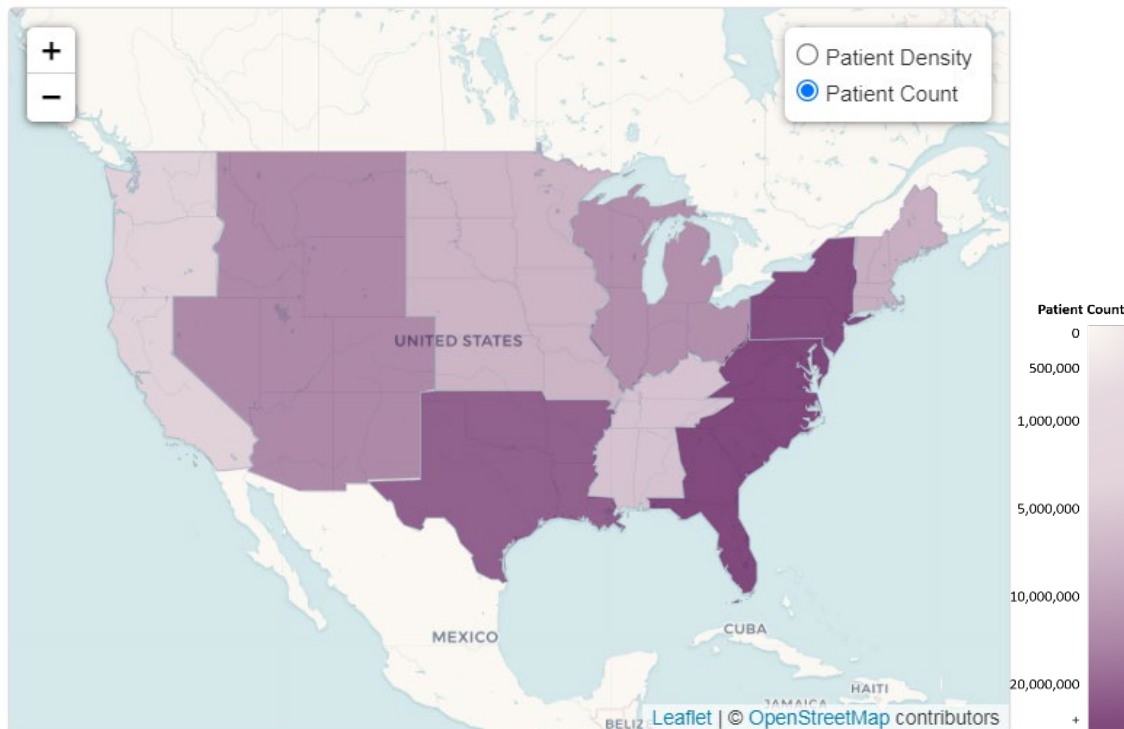 +
−
Patient Density
Patient Count
UNITED STATES
MEXICO
CUBA
HAITI
JAMAICA
BELIZE
Leaflet | © OpenStreetMap contributors
Patient Count
0
500,000
1,000,000
5,000,000
10,000,000
20,000,000
+